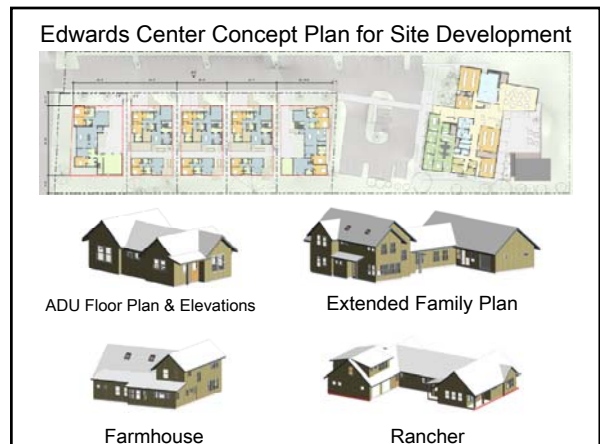 Edwards Center Concept Plan for Site Development
ADU Floor Plan & Elevations
Extended Family Plan
Farmhouse
Rancher